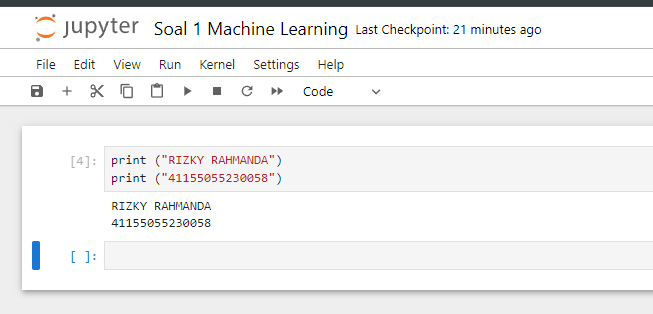 jupyter Soal 1 Machine Learning Last Checkpoint: 21 minutes ago
File Edit View Run Kernel Settings Help
Code
[4]: print ("RIZKY RAHMANDA")
print ("41155055230058")
RIZKY RAHMANDA
41155055230058
[ ]: